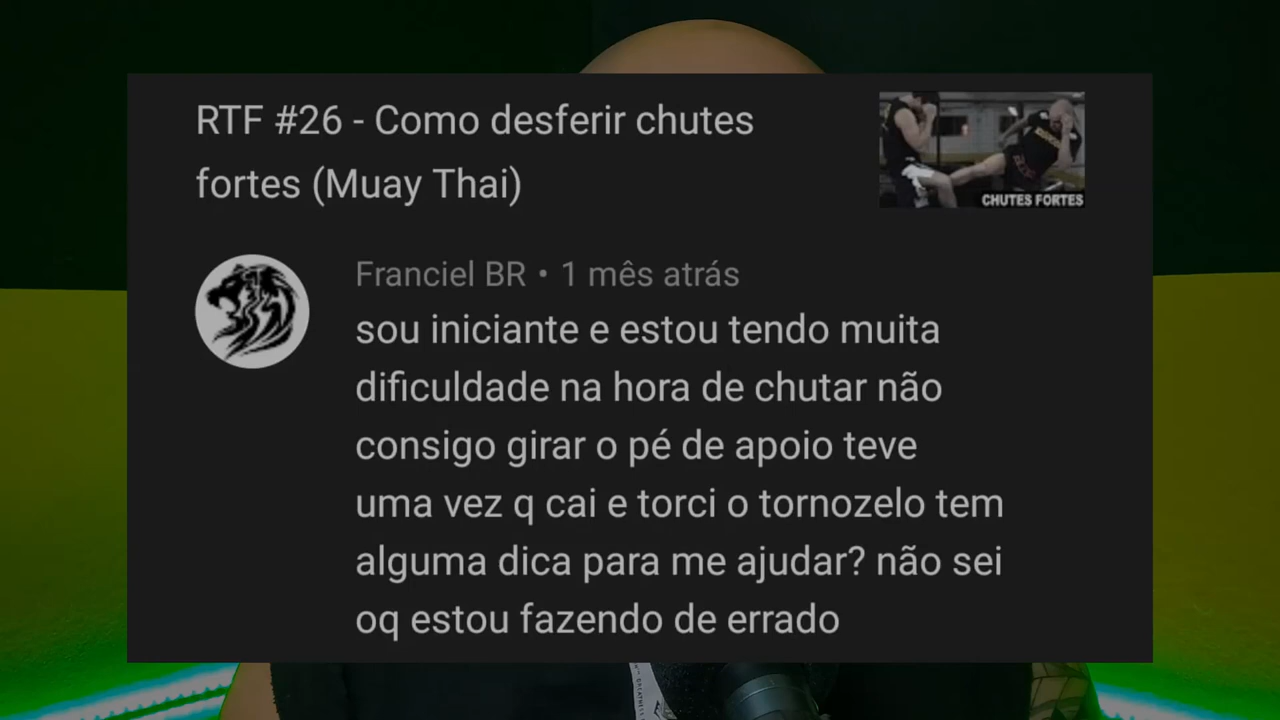 RTF #26 - Como desferir chutes
fortes (Muay Thai)
CHUTES FORTES
Franciel BR • 1 mês atrás
sou iniciante e estou tendo muita
dificuldade na hora de chutar não
consigo girar o pé de apoio teve
uma vez q cai e torci o tornozelo tem
alguma dica para me ajudar? não sei
oq estou fazendo de errado